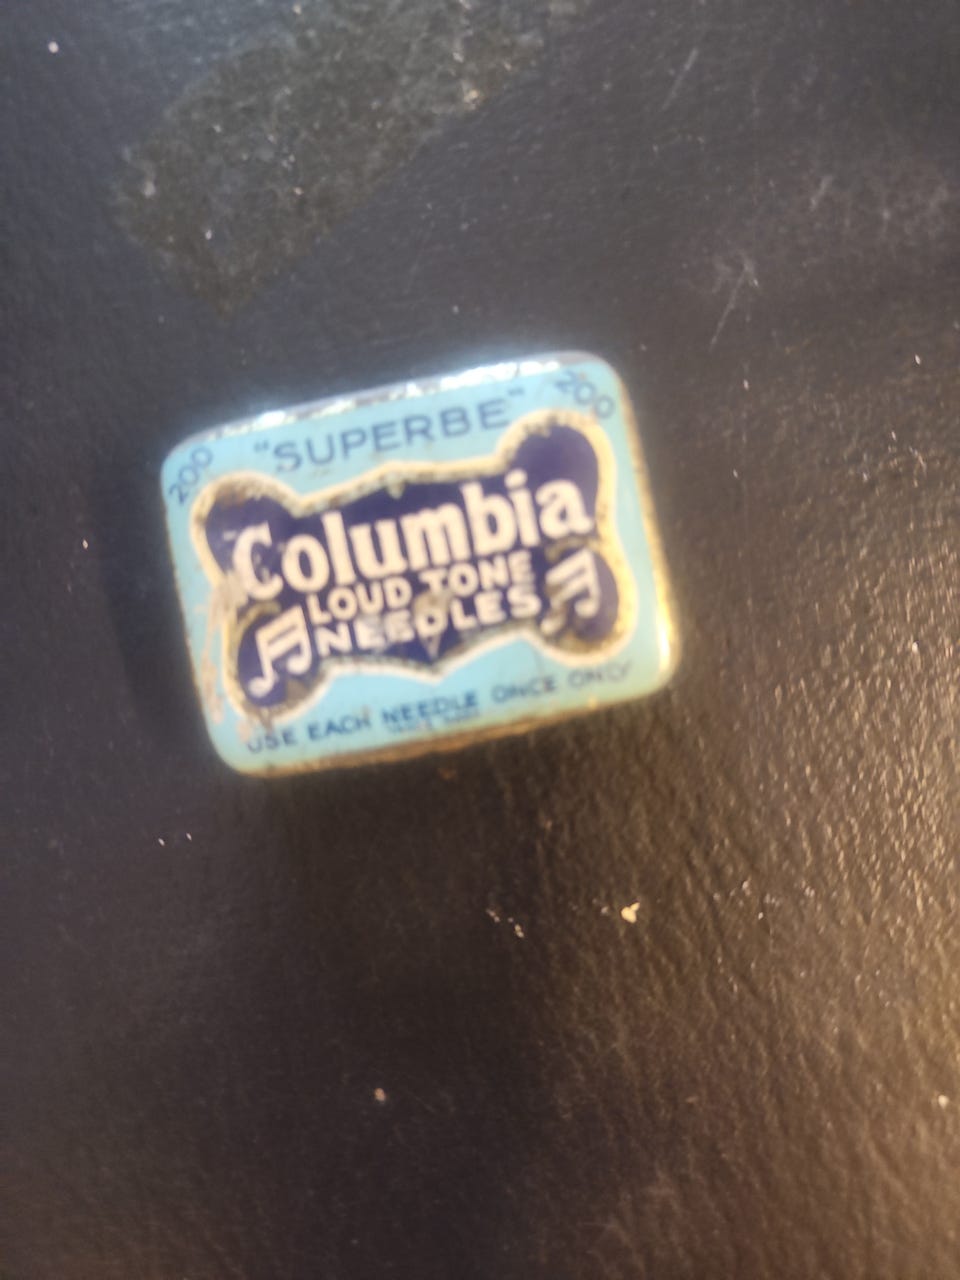 200 "SUPERBE" 200
Columbia
LOUD TONE
NEEDLES
USE EACH NEEDLE ONCE ONLY